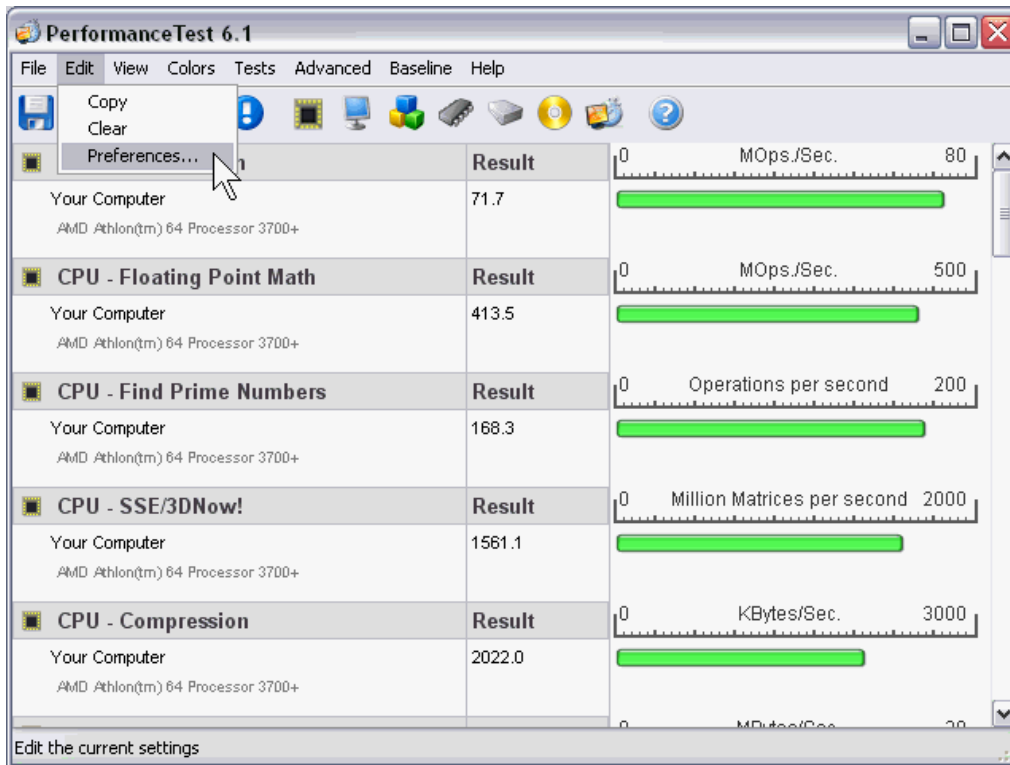 PerformanceTest 6.1
File Edit View Colors Tests Advanced Baseline Help
Copy
Clear
Preferences...
Result
0 MOps./Sec. 80
Your Computer
71.7
AMD Athlon(tm) 64 Processor 3700+
CPU - Floating Point Math
Result
0 MOps./Sec. 500
Your Computer
413.5
AMD Athlon(tm) 64 Processor 3700+
CPU - Find Prime Numbers
Result
0 Operations per second 200
Your Computer
168.3
AMD Athlon(tm) 64 Processor 3700+
CPU - SSE/3DNow!
Result
0 Million Matrices per second 2000
Your Computer
1561.1
AMD Athlon(tm) 64 Processor 3700+
CPU - Compression
Result
0 KBytes/Sec. 3000
Your Computer
2022.0
AMD Athlon(tm) 64 Processor 3700+
Edit the current settings